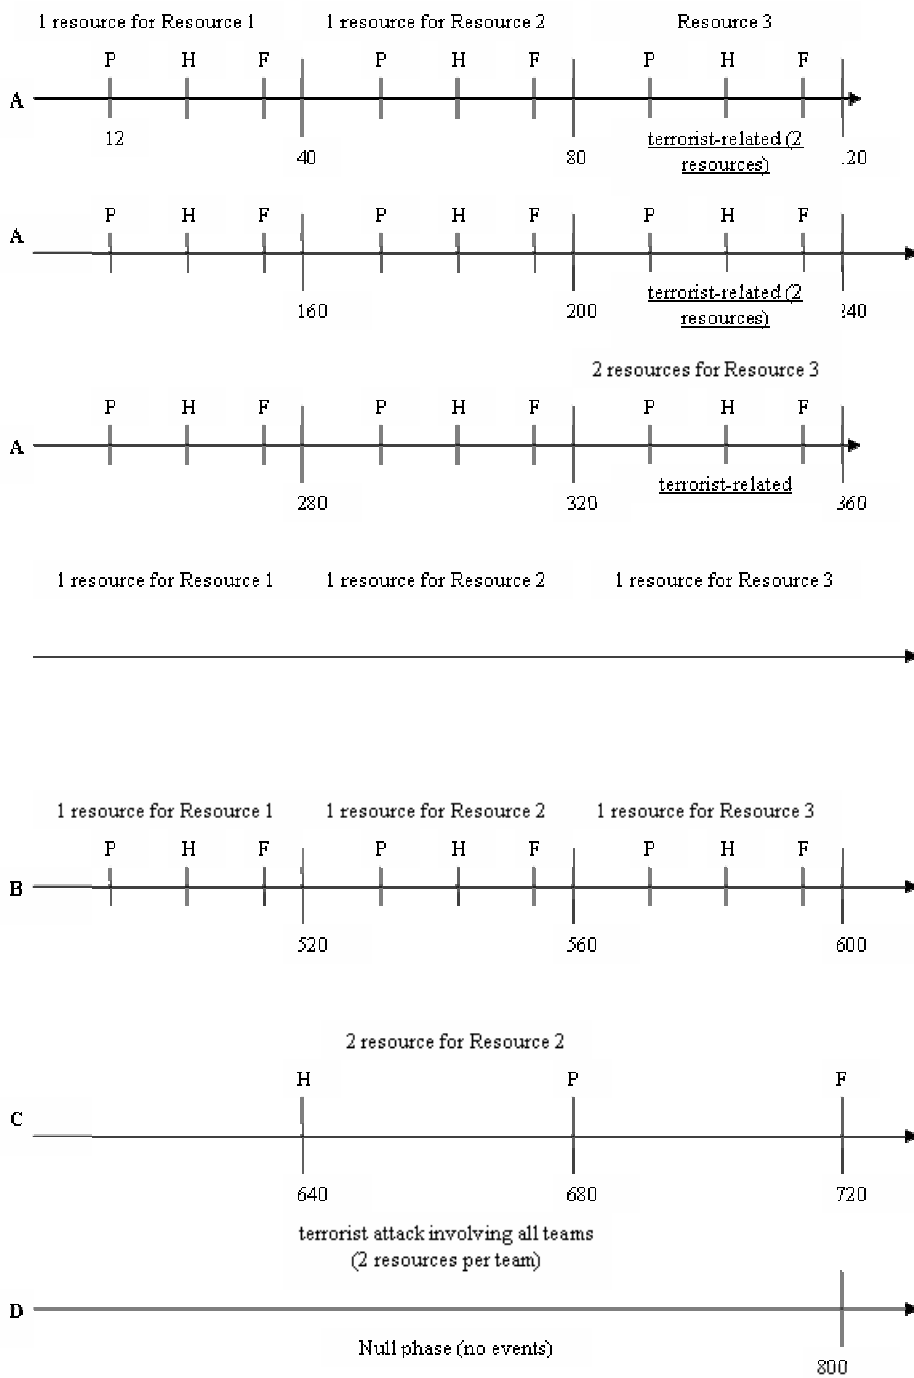 1 resource for Resource 1 1 resource for Resource 2 Resource 3
P H F P H F P H F
A
12 40 80 terrorist-related (2 .20
resources)
P H F P H F P H F
A
160 200 terrorist-related (2 240
resources)
2 resources for Resource 3
P H F P H F P H F
A
280 320 terrorist-related 360
1 resource for Resource 1 1 resource for Resource 2 1 resource for Resource 3
1 resource for Resource 1 1 resource for Resource 2 1 resource for Resource 3
P H F P H F P H F
B
520 560 600
2 resource for Resource 2
H P F
C
640 680 720
terrorist attack involving all teams
(2 resources per team)
D
Null phase (no events)
800